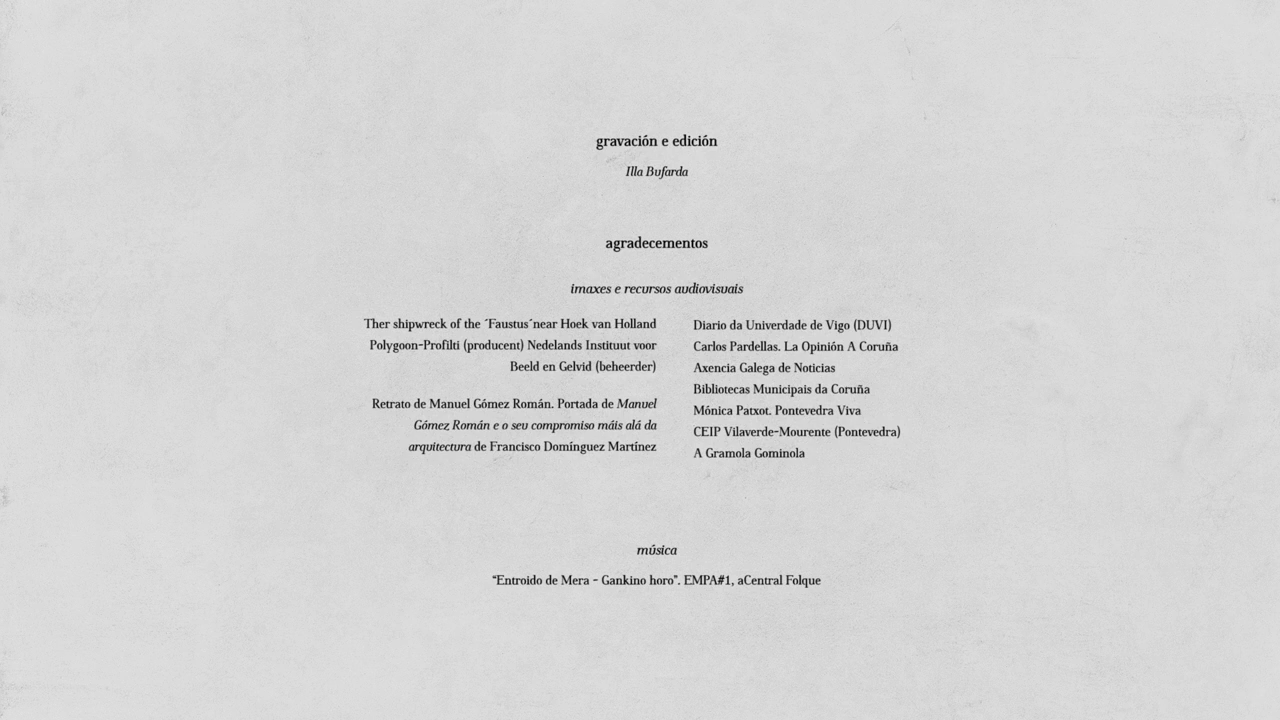 gravación e edición
Illa Bufarda
agradecementos
imaxes e recursos audiovisuais
Ther shipwreck of the ´Faustus´near Hoek van Holland
Polygoon-Profilti (producent) Nedelands Instituut voor
Beeld en Gelvid (beheerder)
Retrato de Manuel Gómez Román. Portada de Manuel
Gómez Román e o seu compromiso máis alá da
arquitectura de Francisco Domínguez Martínez
Diario da Univerdade de Vigo (DUVI)
Carlos Pardellas. La Opinión A Coruña
Axencia Galega de Noticias
Bibliotecas Municipais da Coruña
Mónica Patxot. Pontevedra Viva
CEIP Vilaverde-Mourente (Pontevedra)
A Gramola Gominola
música
“Entroido de Mera - Gankino horo”. EMPA#1, aCentral Folque